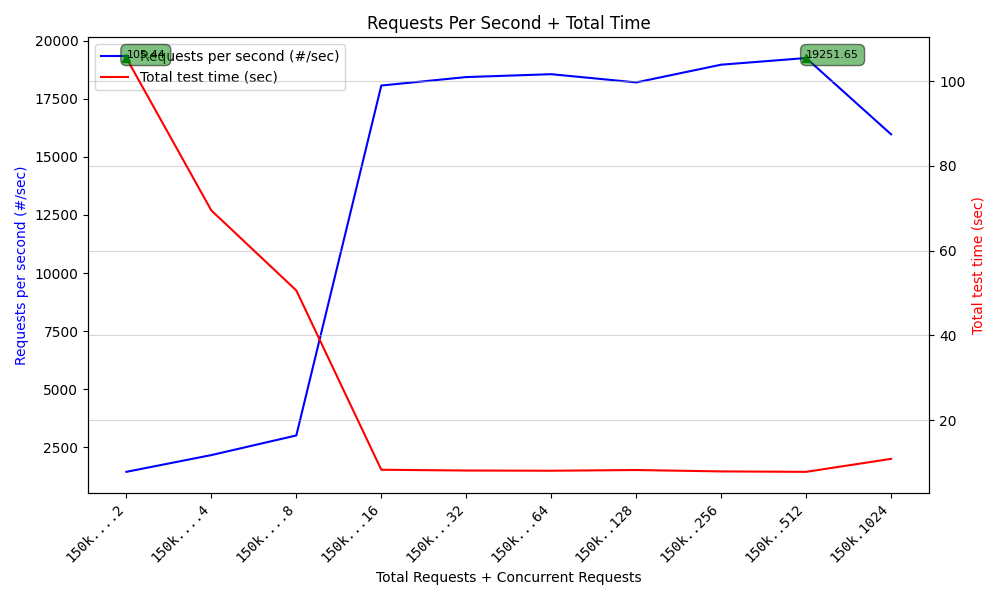 Requests Per Second + Total Time
Requests per second (#/sec)
Total test time (sec)
105.44
19251.65
20000
17500
15000
12500
10000
7500
5000
2500
Requests per second (#/sec)
100
80
60
40
20
Total test time (sec)
150k....2
150k....4
150k....8
150k...16
150k...32
150k...64
150k..128
150k..256
150k..512
150k.1024
Total Requests + Concurrent Requests